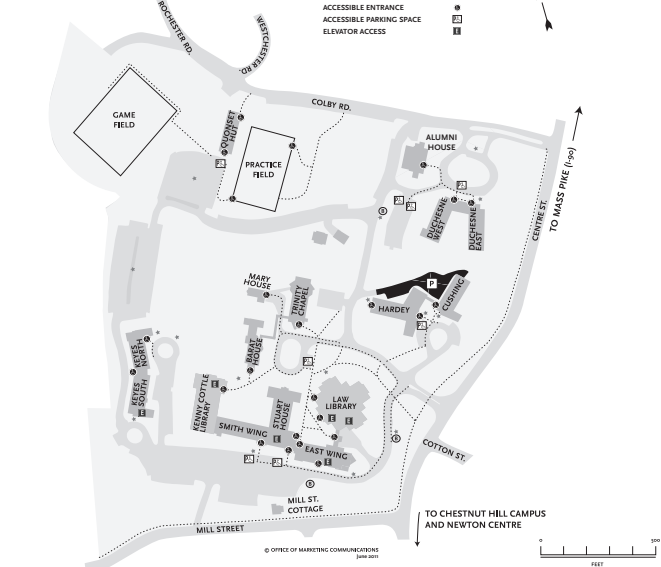 ACCESSIBLE ENTRANCE
ACCESSIBLE PARKING SPACE
ELEVATOR ACCESS
E
ROCHESTER RD.
WESTCHESTER RD.
COLBY RD.
GAME
FIELD
QUONSET
HUT
PRACTICE
FIELD
ALUMNI
HOUSE
DUCHESNE
WEST
DUCHESNE
EAST
B
CENTRE ST.
TO MASS PIKE (I-90)
MARY
HOUSE
TRINITY
CHAPEL
P
HARDEY
CUSHING
BARAT
HOUSE
KEYES
NORTH
KEYES
SOUTH
E
KENNY COTTLE
LIBRARY
E
STUART
HOUSE
LAW
LIBRARY
E
E
SMITH WING
E
EAST WING
E
B
COTTON ST.
B
MILL ST.
COTTAGE
MILL STREET
TO CHESTNUT HILL CAMPUS
AND NEWTON CENTRE
© OFFICE OF MARKETING COMMUNICATIONS
June 2011
0
500
FEET